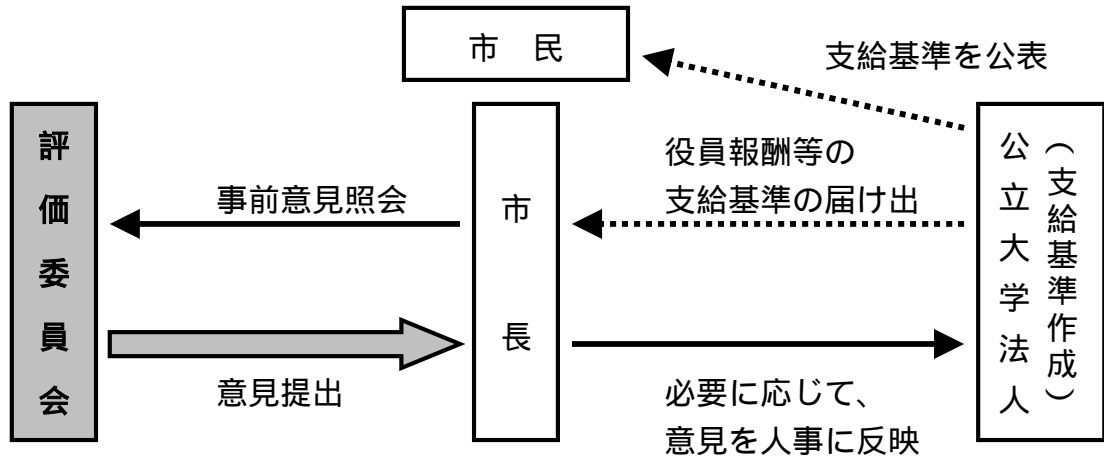 市　民
支給基準を公表
評価委員会
事前意見照会
意見提出
市長
役員報酬等の
支給基準の届け出
必要に応じて、
意見を人事に反映
公立大学法人
（支給基準作成）